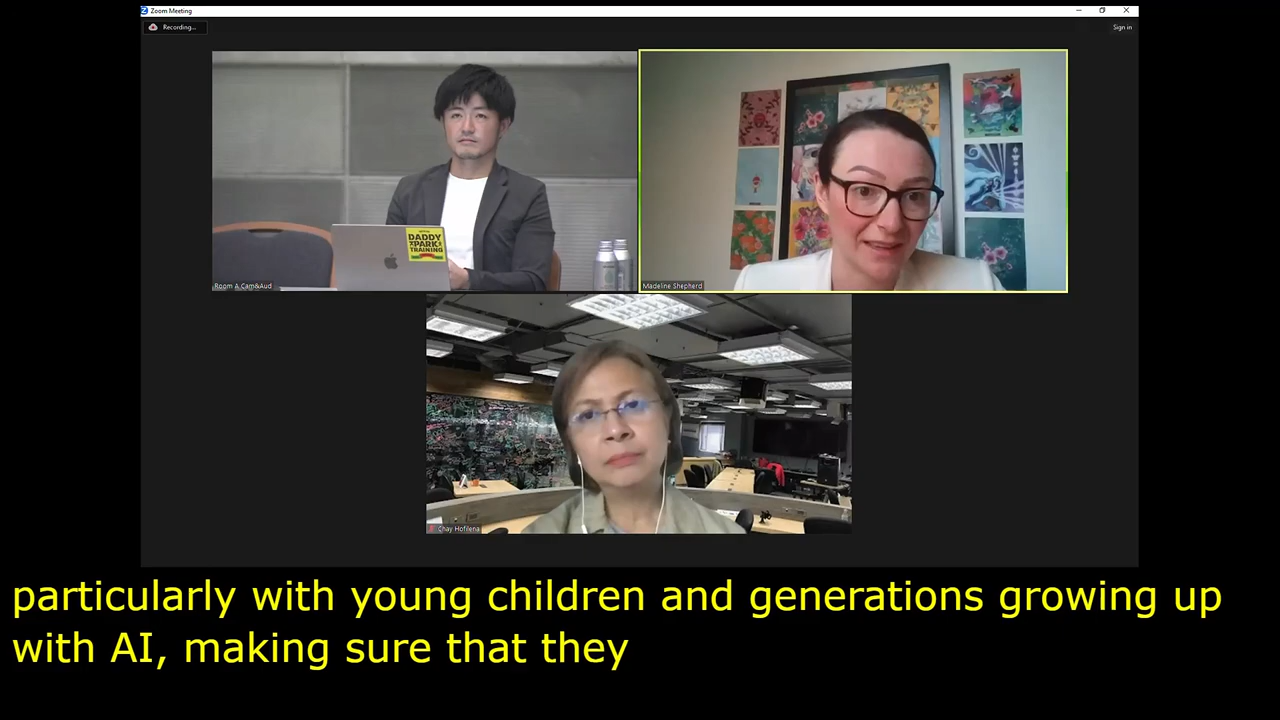 Zoom Meeting
Recording...
Sign in
DADDY
PARK
TRAINING
Room A Cam&Aud
Madeline Shepherd
Chay Hofilena
particularly with young children and generations growing up
with AI, making sure that they